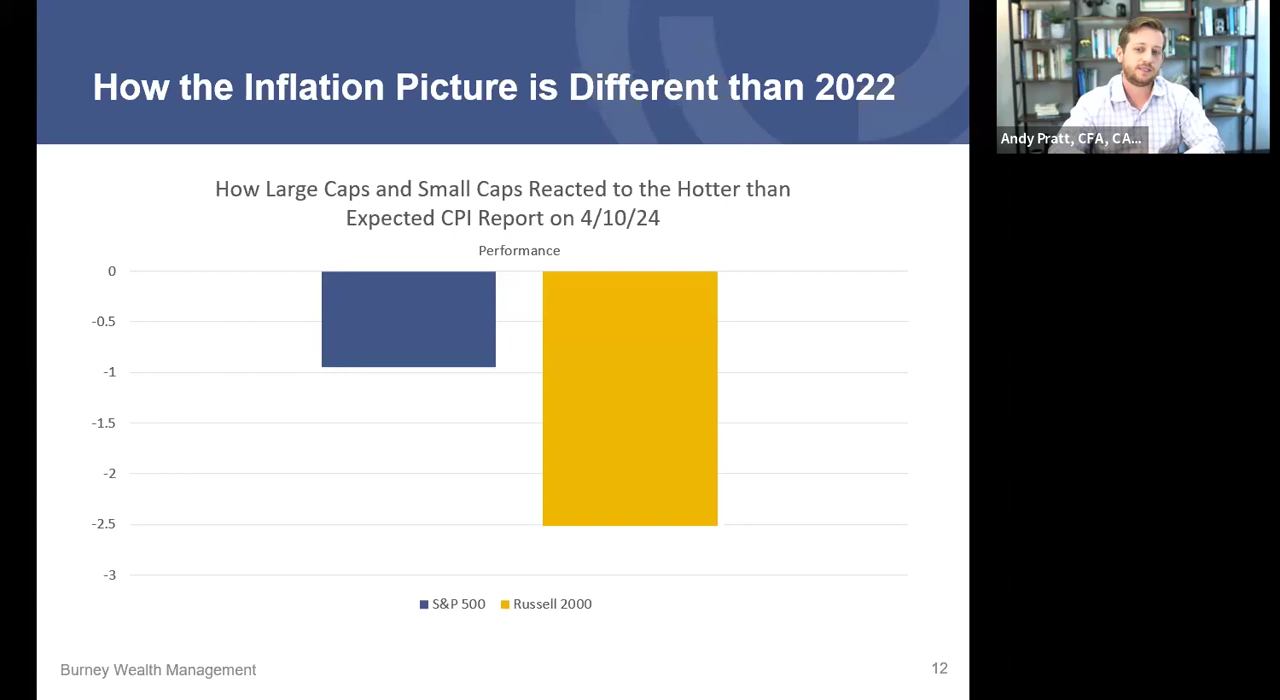 How the Inflation Picture is Different than 2022
Andy Pratt, CFA, CA...
How Large Caps and Small Caps Reacted to the Hotter than
Expected CPI Report on 4/10/24
Performance
0
-0.5
-1
-1.5
-2
-2.5
-3
S&P 500 Russell 2000
Burney Wealth Management 12